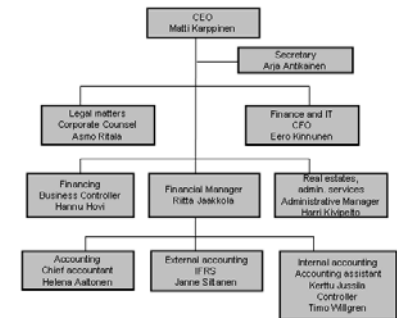 CEO
Matti Karppinen
Secretary
Arja Antikainen
Legal matters
Corporate Counsel
Asmo Ritala
Finance and IT
CFO
Eero Kinnunen
Financing
Business Controller
Hannu Hovi
Financial Manager
Riitta Jaakkola
Real estates,
admin. services
Administrative Manager
Harri Kivipelto
Accounting
Chief accountant
Helena Aaltonen
External accounting
IFRS
Janne Siltanen
Internal accounting
Accounting assistant
Kerttu Jussila
Controller
Timo Willgren